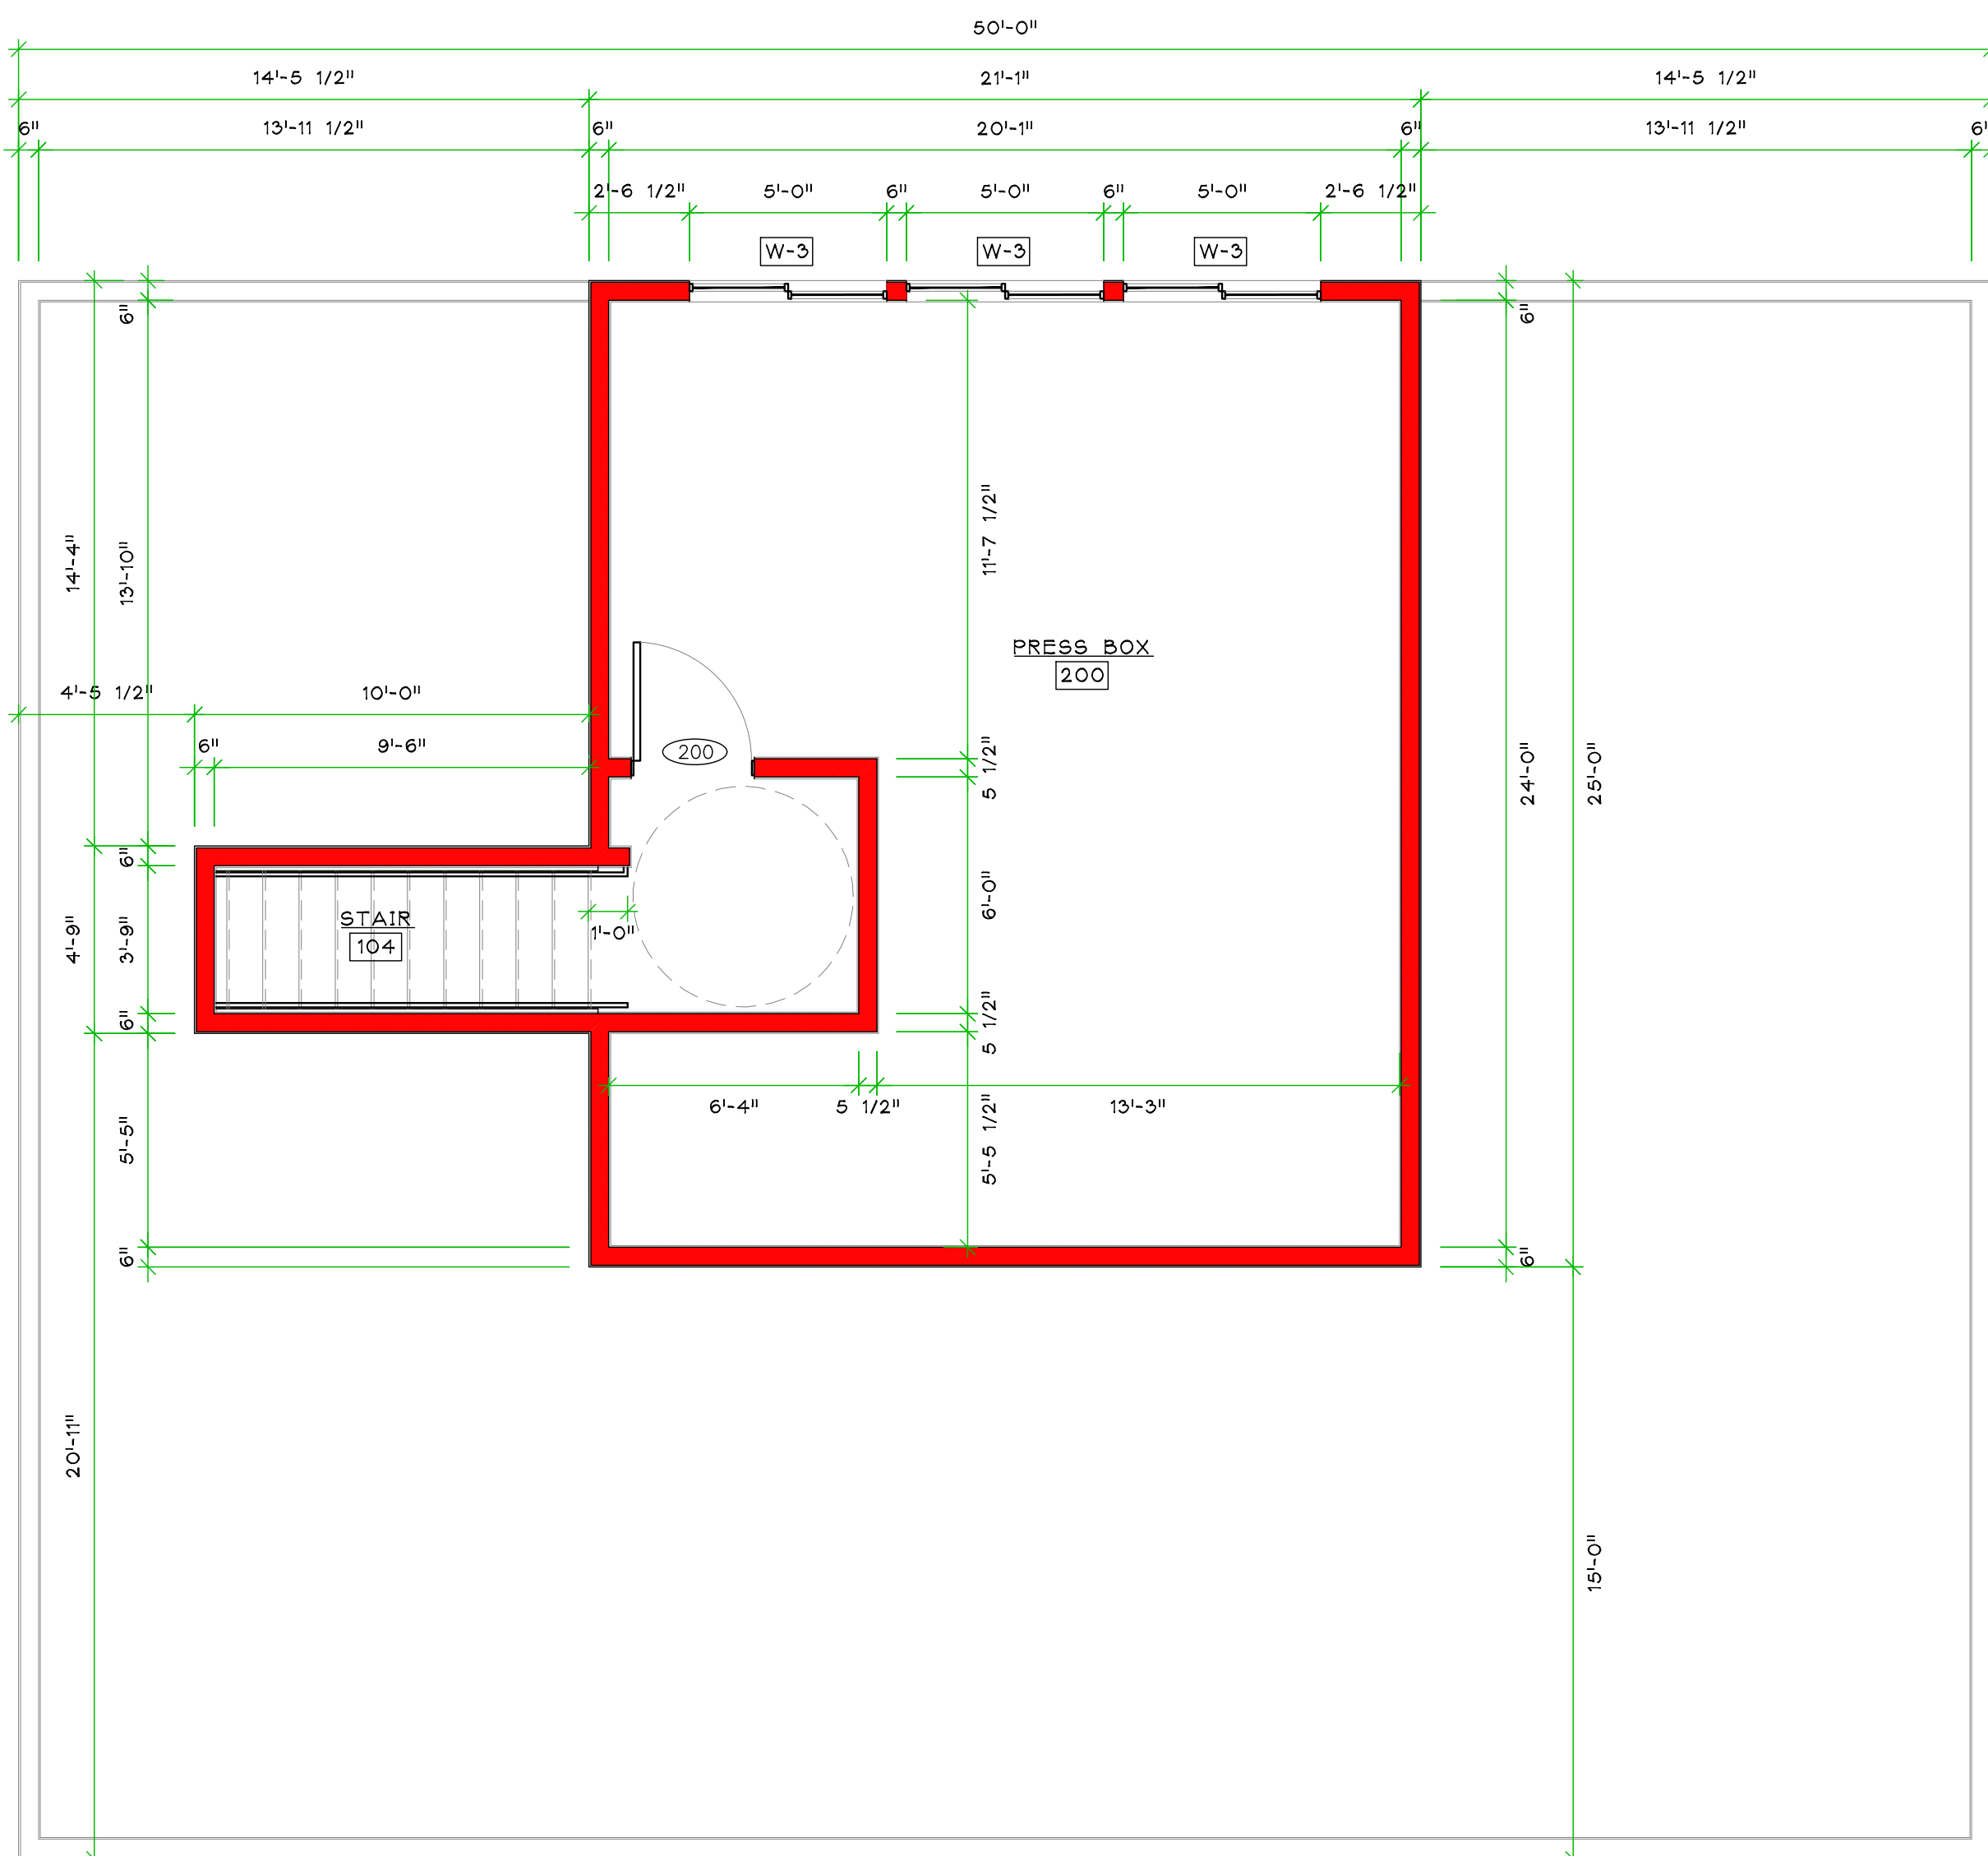 50'-0"
14'-5 1/2" 21'-1" 14'-5 1/2"
6" 13'-11 1/2" 6" 20'-1" 6" 13'-11 1/2" 6"
2'-6 1/2" 5'-0" 6" 5'-0" 6" 5'-0" 2'-6 1/2"
W-3 W-3 W-3
6" 6"
11'-7 1/2"
14'-4" 13'-10"
PRESS BOX
200
4'-5 1/2" 10'-0"
6" 9'-6" 200
5 1/2" 24'-0" 25'-0"
6"
6'-0"
STAIR
104
1'-0"
4'-9" 3'-9"
6" 5 1/2"
6'-4" 5 1/2" 13'-3"
5'-5" 5'-5 1/2"
6" 6"
20'-11"
15'-0"